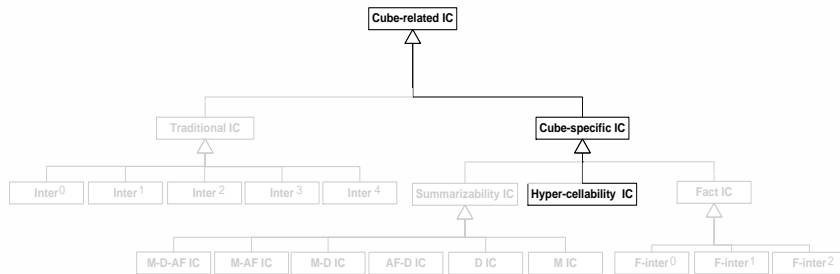 Cube-related IC
Traditional IC
Cube-specific IC
Inter0
Inter1
Inter2
Inter3
Inter4
Summarizability IC
Hyper-cellability IC
Fact IC
M-D-AF IC
M-AF IC
M-D IC
AF-D IC
D IC
M IC
F-inter0
F-inter1
F-inter2